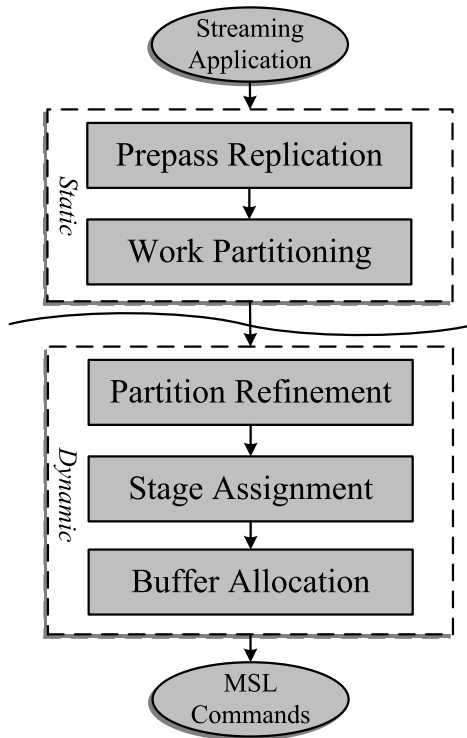 Streaming
Application
Static
Prepass Replication
Work Partitioning
Dynamic
Partition Refinement
Stage Assignment
Buffer Allocation
MSL
Commands